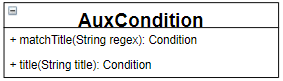 AuxCondition
+ matchTitle(String regex): Condition
+ title(String title): Condition